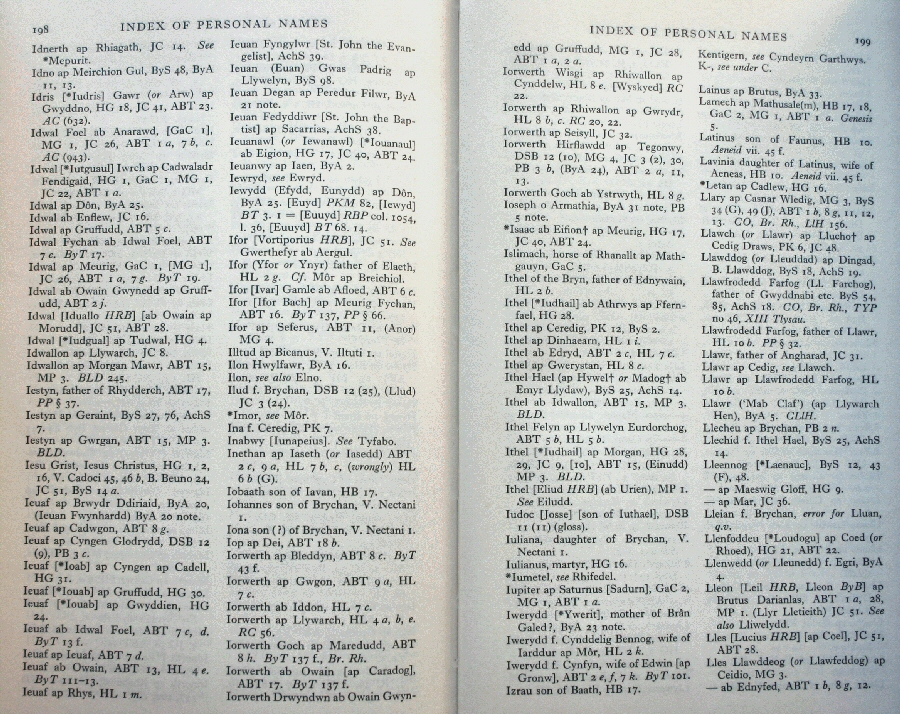 198
INDEX OF PERSONAL NAMES
Idnerth ap Rhiagath, JC 14. See
*Mepurit.
Idno ap Meirchion Gul, ByS 48, ByA
11, 13.
Idris [*Iudris] Gawr (or Arw) ap
Gwyddno, HG 18, JC 41, ABT 23.
AC (632).
Idwal Foel ab Anarawd, [GaC 1],
MG 1, JC 26, ABT 1 a, 7 b, c.
AC (943).
Idwal [*Iutguaul] Iwrch ap Cadwaladr
Fendigaid, HG 1, GaC 1, MG 1,
JC 22, ABT 1 a.
Idwal ap Dôn, ByA 25.
Idwal ab Enflew, JC 16.
Idwal ap Gruffudd, ABT 5 c.
Idwal Fychan ab Idwal Foel, ABT
7 c. ByT 17.
Idwal ap Meurig, GaC 1, [MG 1],
JC 26, ABT 1 a, 7 g. ByT 19.
Idwal ab Owain Gwynedd ap Gruff-
udd, ABT 2 j.
Idwal [Iduallo HRB] [ab Owain ap
Morudd], JC 51, ABT 28.
Idwal [*Iudgual] ap Tudwal, HG 4.
Idwallon ap Llywarch, JC 8.
Idwallon ap Morgan Mawr, ABT 15,
MP 3. BLD 245.
Iestyn, father of Rhydderch, ABT 17,
PP § 37.
Iestyn ap Geraint, ByS 27, 76, AchS
7.
Iestyn ap Gwrgan, ABT 15, MP 3.
BLD.
Iesu Grist, Iesus Christus, HG 1, 2,
16, V. Cadoci 45, 46 b, B. Beuno 24,
JC 51, ByS 14 a.
Ieuaf ap Brwydr Ddiriaid, ByA 20,
(Ieuan Fwynhardd) ByA 20 note.
Ieuaf ap Cadwgon, ABT 8 g.
Ieuaf ap Cyngen Glodrydd, DSB 12
(9), PB 3 c.
Ieuaf [*Ioab] ap Cyngen ap Cadell,
HG 31.
Ieuaf [*Iouab] ap Gruffudd, HG 30.
Ieuaf [*Iouab] ap Gwyddien, HG
24.
Ieuaf ab Idwal Foel, ABT 7 c, d.
ByT 13 f.
Ieuaf ap Ieuaf, ABT 7 d.
Ieuaf ab Owain, ABT 13, HL 4 e.
ByT 111–13.
Ieuaf ap Rhys, HL 1 m.
Ieuan Fyngylwr [St. John the Evan-
gelist], AchS 39.
Ieuan (Euan) Gwas Padrig ap
Llywelyn, ByS 98.
Ieuan Degan ap Peredur Filwr, ByA
21 note.
Ieuan Fedyddiwr [St. John the Bap-
tist] ap Sacarias, AchS 38.
Ieuanawl (or Iewanawl) [*Iouanaul]
ab Eigion, HG 17, JC 40, ABT 24.
Ieuanwy ap Iaen, ByA 2.
Iewryd, see Ewryd.
Iewydd (Efydd, Eunydd) ap Dôn,
ByA 25. [Euyd] PKM 82, [Iewyd]
BT 3. 1 = [Euuyd] RBP col. 1054,
l. 36, [Euuyd] BT 68. 14.
Ifor [Vortiporius HRB], JC 51. See
Gwerthefyr ab Aergul.
Ifor (Yfor or Ynyr) father of Elaeth,
HL 2 g. Cf. Môr ap Breichiol.
Ifor [Ivar] Gamle ab Afloed, ABT 6 c.
Ifor [Ifor Bach] ap Meurig Fychan,
ABT 16. ByT 137, PP § 66.
Ifor ap Seferus, ABT 11, (Anor)
MG 4.
Illtud ap Bicanus, V. Iltuti 1.
Ilon Hwylfawr, ByA 16.
Ilon, see also Elno.
Ilud f. Brychan, DSB 12 (25), (Llud)
JC 3 (24).
*Imor, see Môr.
Ina f. Ceredig, PK 7.
Inabwy [Iunapeius]. See Tyfabo.
Inethan ap Iaseth (or Iasedd) ABT
2 c, 9 a, HL 7 b, c, (wrongly) HL
6 b (G).
Iobaath son of Iavan, HB 17.
Iohannes son of Brychan, V. Nectani
1.
Iona son (?) of Brychan, V. Nectani 1.
Iop ap Dei, ABT 18 b.
Iorwerth ap Bleddyn, ABT 8 c. ByT
43 f.
Iorwerth ap Gwgon, ABT 9 a, HL
7 c.
Iorwerth ab Iddon, HL 7 c.
Iorwerth ap Llywarch, HL 4 a, b, e.
RC 56.
Iorwerth Goch ap Maredudd, ABT
8 h. ByT 137 f., Br. Rh.
Iorwerth ab Owain [ap Caradog],
ABT 17. ByT 137 f.
Iorwerth Drwyndwn ab Owain Gwyn-
INDEX OF PERSONAL NAMES
199
edd ap Gruffudd, MG 1, JC 28,
ABT 1 a, 2 a.
Iorwerth Wisgi ap Rhiwallon ap
Cynddelw, HL 8 e. [Wyskyed] RC
22.
Iorwerth ap Rhiwallon ap Gwrydr,
HL 8 b, c. RC 20, 22.
Iorwerth ap Seisyll, JC 32.
Iorwerth Hirflawdd ap Tegonwy,
DSB 12 (10), MG 4, JC 3 (2), 30,
PB 3 b, (ByA 24), ABT 2 a, 11,
13.
Iorwerth Goch ab Ystrwyth, HL 8 g.
Ioseph o Armathia, ByA 31 note, PB
5 note.
*Isaac ab Eifion† ap Meurig, HG 17,
JC 40, ABT 24.
Islimach, horse of Rhanallt ap Math-
gauyn, GaC 5.
Ithel of the Bryn, father of Ednywain,
HL 2 b.
Ithel [*Iudhail] ab Athrwys ap Ffern-
fael, HG 28.
Ithel ap Ceredig, PK 12, ByS 2.
Ithel ap Dinhaearn, HL 1 i.
Ithel ab Edryd, ABT 2 c, HL 7 c.
Ithel ap Gwerystan, HL 8 c.
Ithel Hael (ap Hywel† or Madog† ab
Emyr Llydaw), ByS 25, AchS 14.
Ithel ab Idwallon, ABT 15, MP 3.
BLD.
Ithel Felyn ap Llywelyn Eurdorchog,
ABT 5 b, HL 5 b.
Ithel [*Iudhail] ap Morgan, HG 28,
29, JC 9, [10], ABT 15, (Einudd)
MP 3. BLD.
Ithel [Eliud HRB] (ab Urien), MP 1.
See Eiludd.
Iudoc [Josse] [son of Iuthael], DSB
11 (11) (gloss).
Iuliana, daughter of Brychan, V.
Nectani 1.
Iulianus, martyr, HG 16.
*Iumetel, see Rhifedel.
Iupiter ap Saturnus [Sadurn], GaC 2,
MG 1, ABT 1 a.
Iwerydd [*Ywerit], mother of Brân
Galed?, ByA 23 note.
Iwerydd f. Cynddelig Bennog, wife of
Iarddur ap Môr, HL 2 k.
Iwerydd f. Cynfyn, wife of Edwin [ap
Gronw], ABT 2 e, f, 7 k. ByT 101.
Izrau son of Baath, HB 17.
Kentigern, see Cyndeyrn Garthwys.
K-, see under C.
Lainus ap Brutus, ByA 33.
Lamech ap Mathusale(m), HB 17, 18,
GaC 2, MG 1, ABT 1 a. Genesis
5.
Latinus son of Faunus, HB 10.
Aeneid vii. 45 f.
Lavinia daughter of Latinus, wife of
Aeneas, HB 10. Aeneid vii. 45 f.
*Letan ap Cadlew, HG 16.
Llary ap Casnar Wledig, MG 3, ByS
34 (G), 49 (J), ABT 1 b, 8 g, 11, 12,
13. CO, Br. Rh., LlH 156.
Llawch (or Llawr) ap Lluchoɫ ap
Cedig Draws, PK 6, JC 48.
Llawddog (or Lleuddad) ap Dingad,
B. Llawddog, ByS 18, AchS 19.
Llawfrodedd Farfog (Ll. Farchog),
father of Gwyddnabi etc. ByS 54,
85, AchS 18. CO, Br. Rh., TYP
no 46, XIII Tlysau.
Llawfrodedd Farfog, father of Llawr,
HL 10 b. PP § 32.
Llawr, father of Angharad, JC 31.
Llawr ap Cedig, see Llawch.
Llawr ap Llawfrodedd Farfog, HL
10 b.
Llawr ('Mab Claf') (ap Llywarch
Hen), ByA 5. CLlH.
Llecheu ap Brychan, PB 2 n.
Llechid f. Ithel Hael, ByS 25, AchS
14.
Lleennog [*Laenauc], ByS 12, 43
(F), 48.
— ap Maeswig Gloff, HG 9.
— ap Mar, JC 36.
Lleian f. Brychan, error for Lluan,
q.v.
Llenfoddeu [*Loudogu] ap Coed (or
Rhoed), HG 21, ABT 22.
Llenwedd (or Lleunedd) f. Egri, ByA
4.
Lleon [Leil HRB, Lleon ByB] ap
Brutus Darianlas, ABT 1 a, 28,
MP 1. (Llyr Lleticith) JC 51. See
also Lliwelydd.
Lles [Lucius HRB] [ap Coel], JC 51,
ABT 28.
Lles Llawddeog (or Llawfeddog) ap
Ceidio, MG 3.
— ab Ednyfed, ABT 1 b, 8 g, 12.